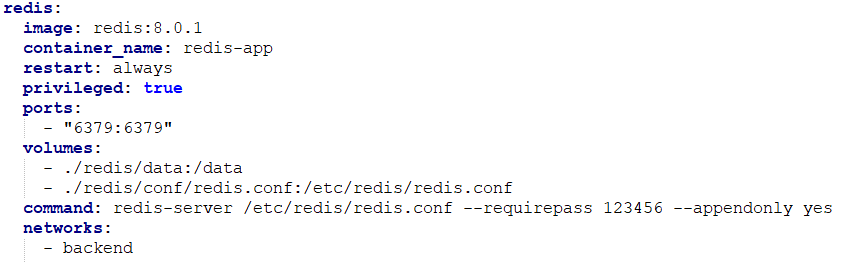 redis:
  image: redis:8.0.1
  container_name: redis-app
  restart: always
  privileged: true
  ports:
    - "6379:6379"
  volumes:
    - ./redis/data:/data
    - ./redis/conf/redis.conf:/etc/redis/redis.conf
  command: redis-server /etc/redis/redis.conf --requirepass 123456 --appendonly yes
  networks:
    - backend